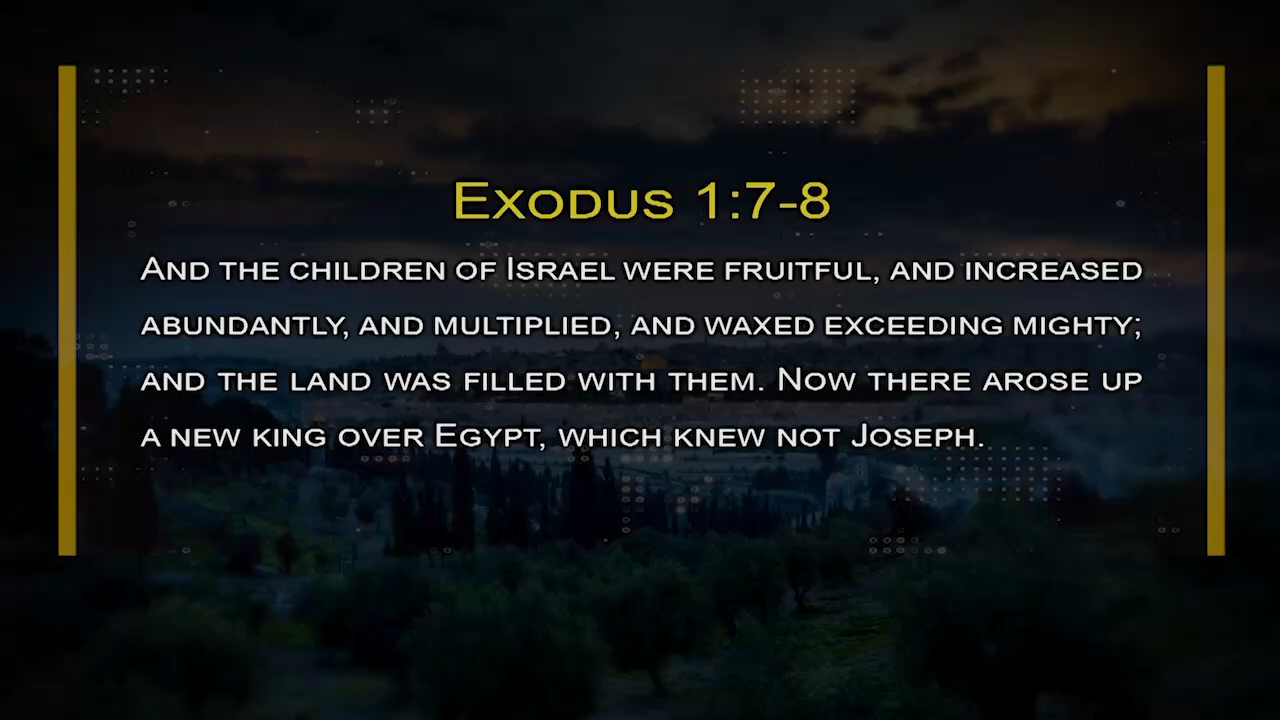 Exodus 1:7-8
And the children of Israel were fruitful, and increased
abundantly, and multiplied, and waxed exceeding mighty;
and the land was filled with them. Now there arose up
a new king over Egypt, which knew not Joseph.